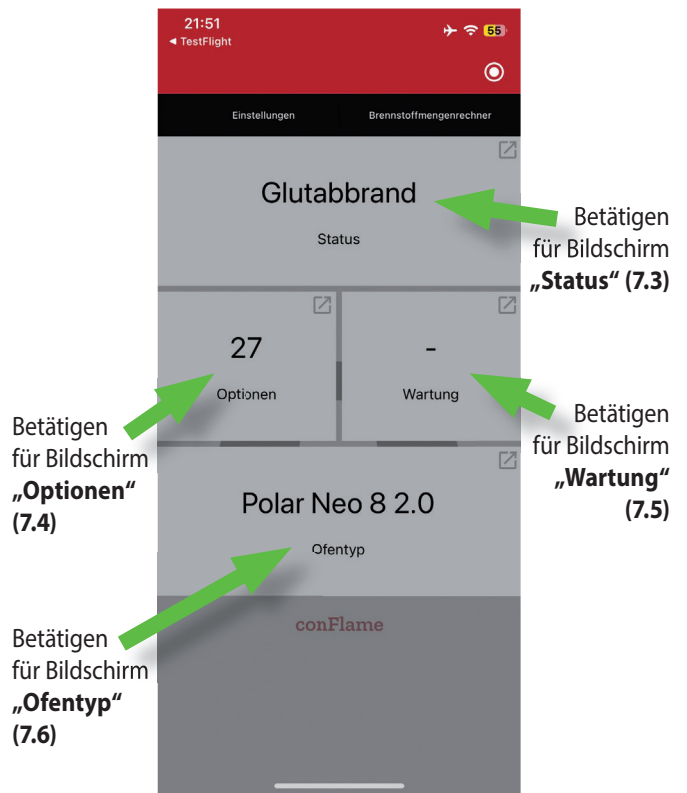 21:51
◀ TestFlight
55
Einstellungen Brennstoffmengenrechner
Glutabbrand
Status
Betätigen
für Bildschirm
„Status“ (7.3)
27
Optionen
-
Wartung
Betätigen
für Bildschirm
„Optionen“
(7.4)
Betätigen
für Bildschirm
„Wartung“
(7.5)
Polar Neo 8 2.0
Ofentyp
conFlame
Betätigen
für Bildschirm
„Ofentyp“
(7.6)